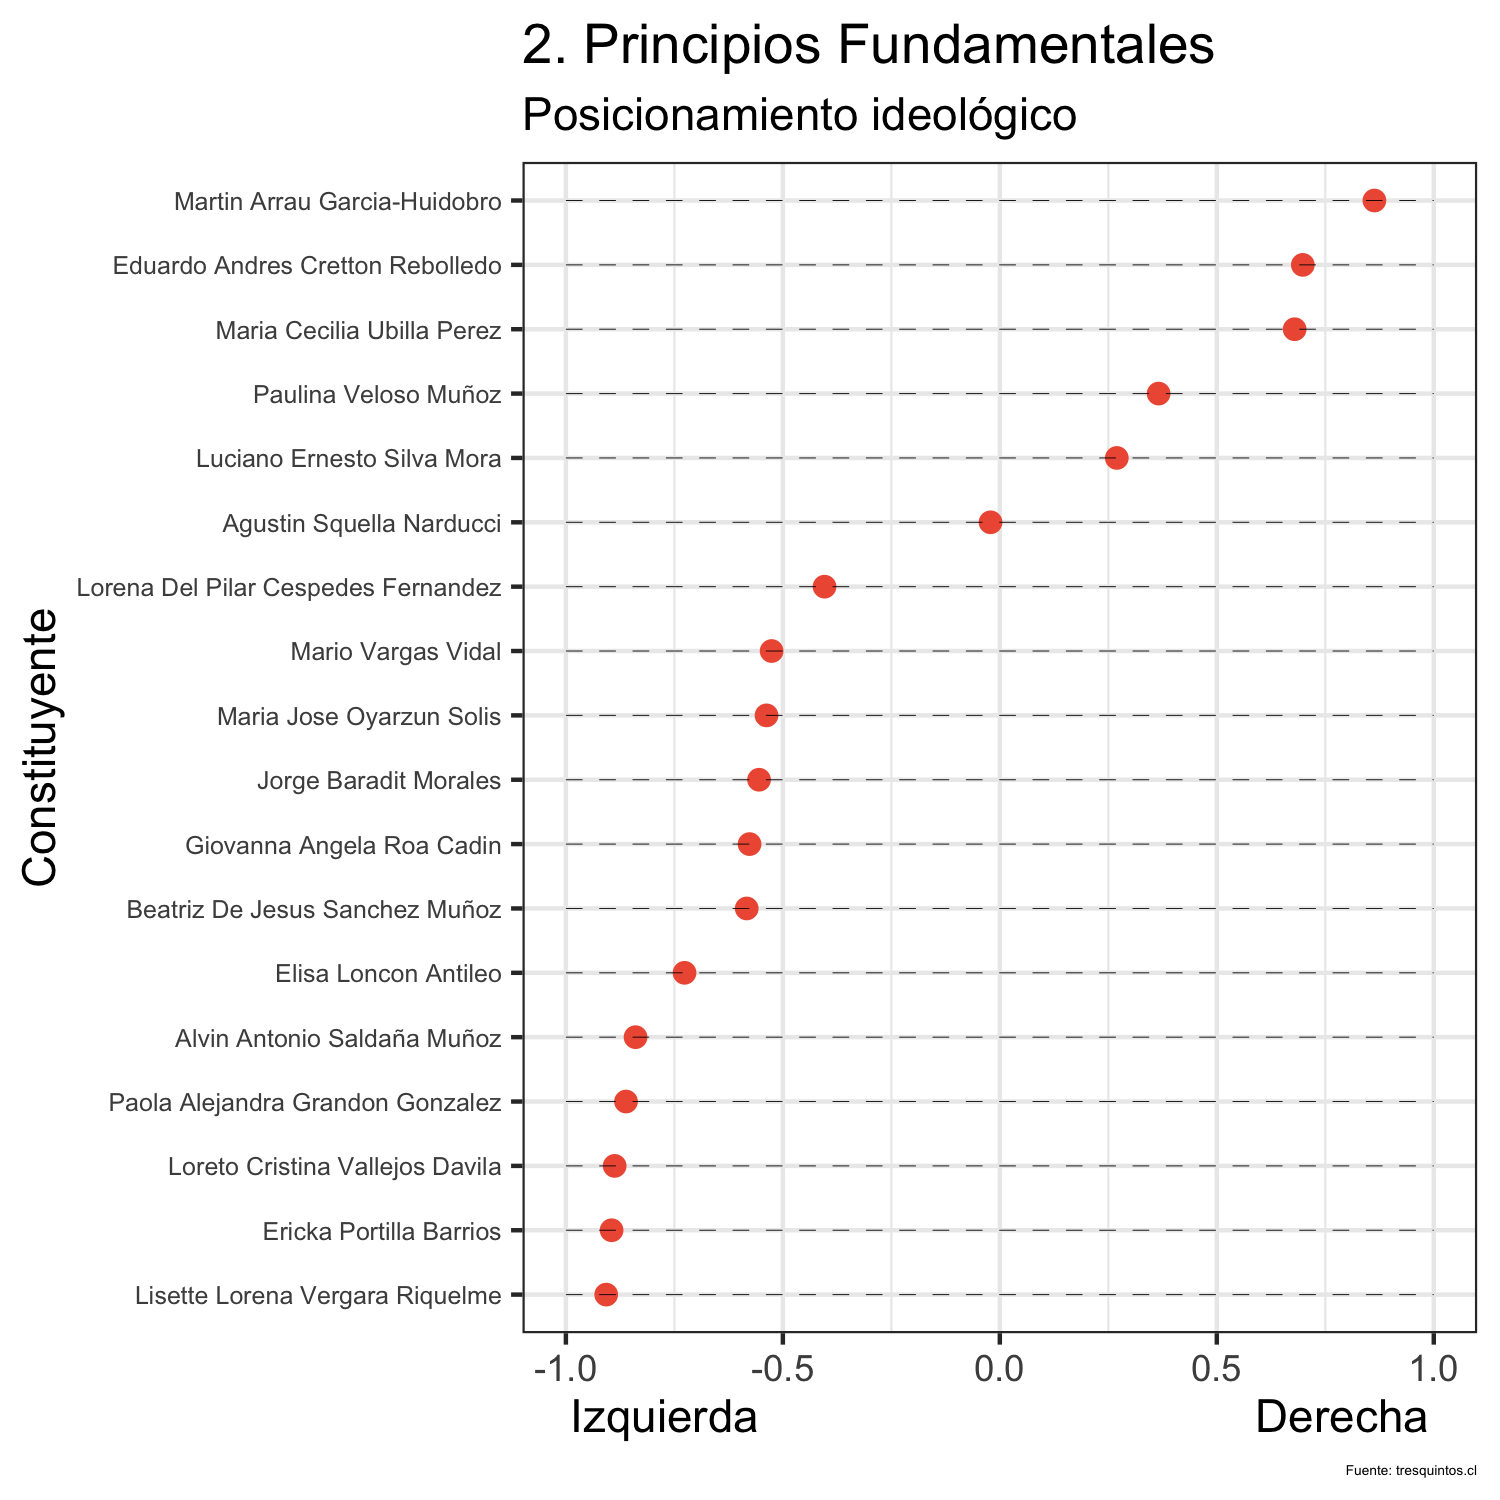 2. Principios Fundamentales
Posicionamiento ideológico
Constituyente
Martin Arrau Garcia-Huidobro
Eduardo Andres Cretton Rebolledo
Maria Cecilia Ubilla Perez
Paulina Veloso Muñoz
Luciano Ernesto Silva Mora
Agustin Squella Narducci
Lorena Del Pilar Cespedes Fernandez
Mario Vargas Vidal
Maria Jose Oyarzun Solis
Jorge Baradit Morales
Giovanna Angela Roa Cadin
Beatriz De Jesus Sanchez Muñoz
Elisa Loncon Antileo
Alvin Antonio Saldaña Muñoz
Paola Alejandra Grandon Gonzalez
Loreto Cristina Vallejos Davila
Ericka Portilla Barrios
Lisette Lorena Vergara Riquelme
-1.0 -0.5 0.0 0.5 1.0
Izquierda Derecha
Fuente: tresquintos.cl